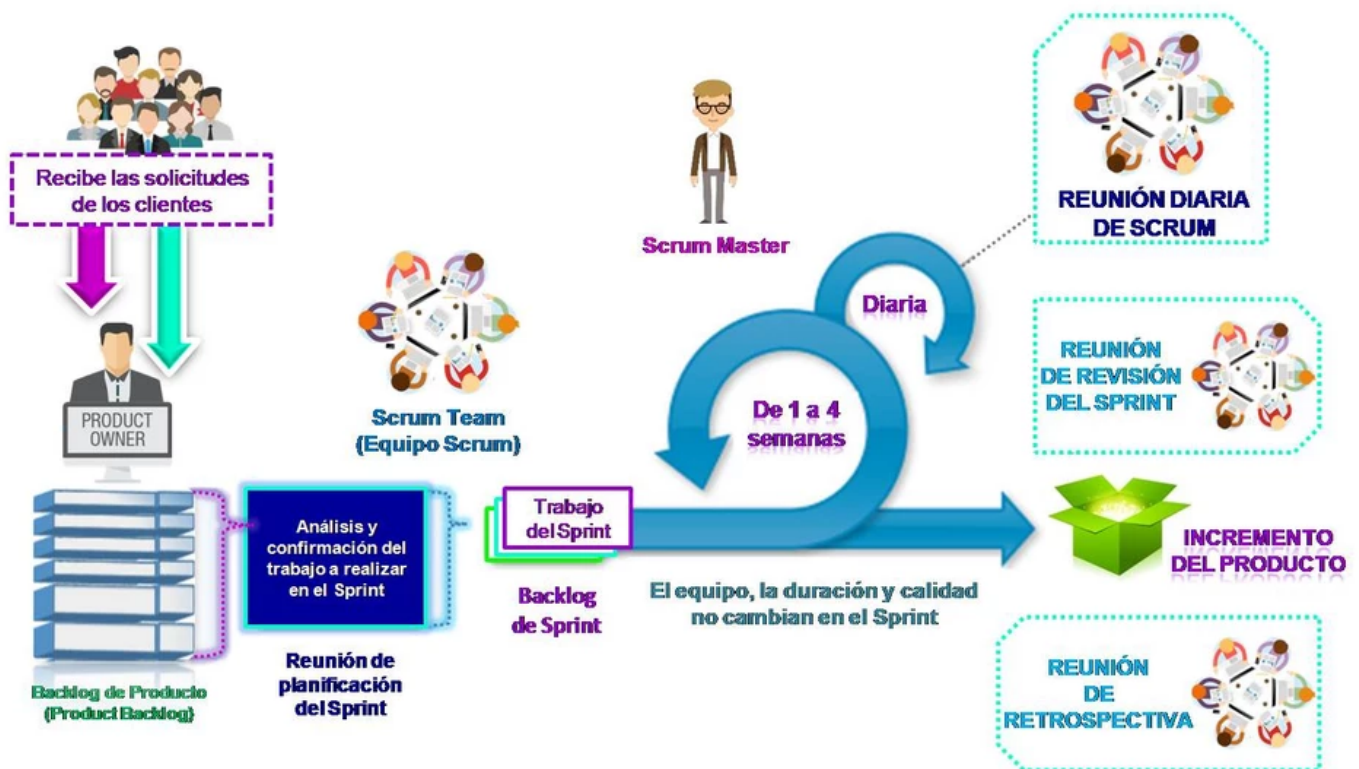 Recibe las solicitudes
de los clientes
PRODUCT
OWNER
Backlog de Producto
(Product Backlog)
Análisis y
confirmación del
trabajo a realizar
en el Sprint
Reunión de
planificación
del Sprint
Scrum Team
(Equipo Scrum)
Trabajo
del Sprint
Backlog
de Sprint
Scrum Master
Diaria
De 1 a 4
semanas
El equipo, la duración y calidad
no cambian en el Sprint
REUNIÓN DIARIA
DE SCRUM
REUNIÓN
DE REVISIÓN
DEL SPRINT
INCREMENTO
DEL PRODUCTO
REUNIÓN
DE
RETROSPECTIVA